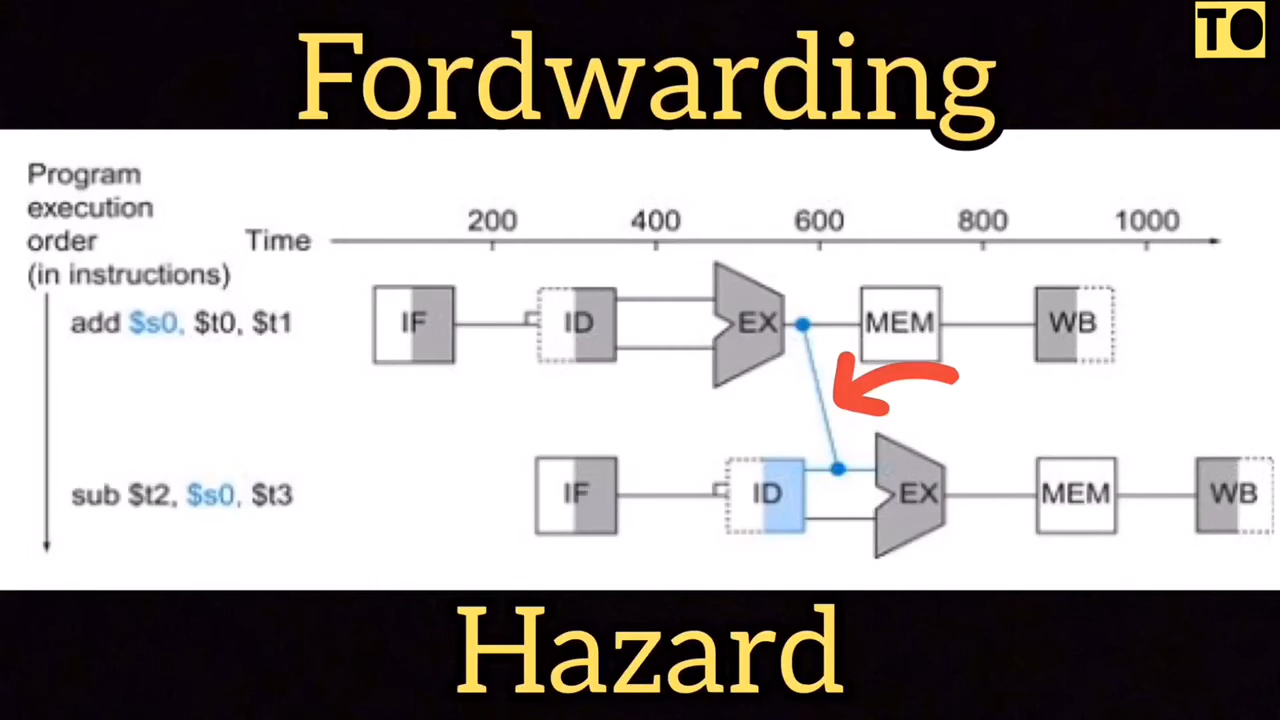 TO
Fordwarding
Program
execution
order
(in instructions)
Time
200 400 600 800 1000
add $s0, $t0, $t1
IF ID EX MEM WB
sub $t2, $s0, $t3
IF ID EX MEM WB
Hazard